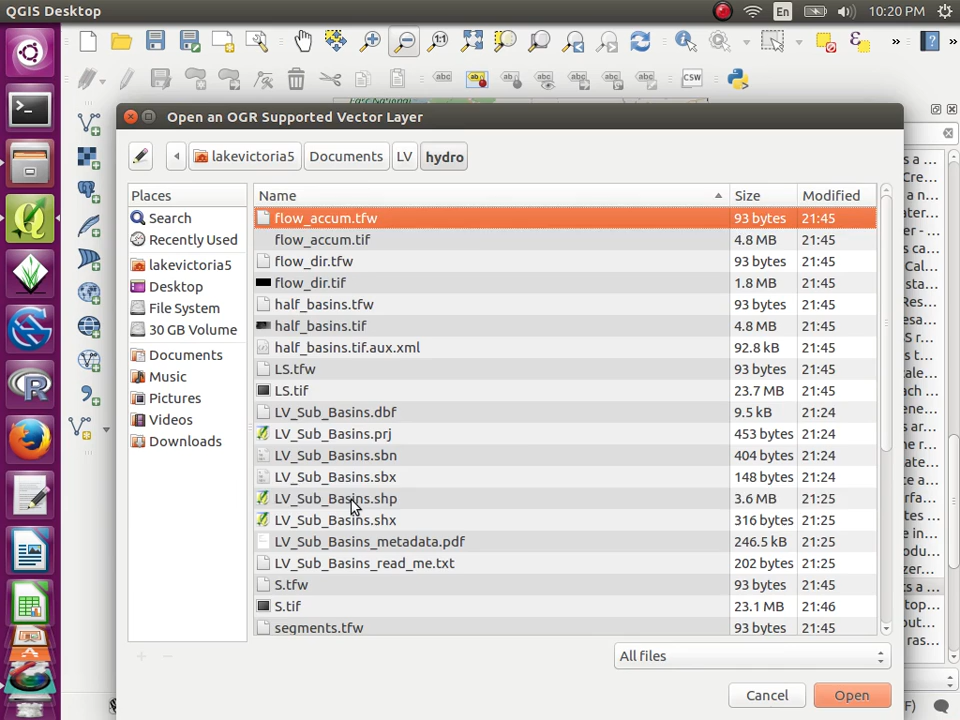 QGIS Desktop
En
10:20 PM
CSW
Open an OGR Supported Vector Layer
lakevictoria5
Documents
LV
hydro
Places
Search
Recently Used
lakevictoria5
Desktop
File System
30 GB Volume
Documents
Music
Pictures
Videos
Downloads
Name Size Modified
flow_accum.tfw 93 bytes 21:45
flow_accum.tif 4.8 MB 21:45
flow_dir.tfw 93 bytes 21:45
flow_dir.tif 1.8 MB 21:45
half_basins.tfw 93 bytes 21:45
half_basins.tif 4.8 MB 21:45
half_basins.tif.aux.xml 92.8 kB 21:45
LS.tfw 93 bytes 21:45
LS.tif 23.7 MB 21:45
LV_Sub_Basins.dbf 9.5 kB 21:24
LV_Sub_Basins.prj 453 bytes 21:24
LV_Sub_Basins.sbn 404 bytes 21:24
LV_Sub_Basins.sbx 148 bytes 21:24
LV_Sub_Basins.shp 3.6 MB 21:25
LV_Sub_Basins.shx 316 bytes 21:25
LV_Sub_Basins_metadata.pdf 246.5 kB 21:25
LV_Sub_Basins_read_me.txt 202 bytes 21:25
S.tfw 93 bytes 21:45
S.tif 23.1 MB 21:46
segments.tfw 93 bytes 21:45
All files
Cancel
Open